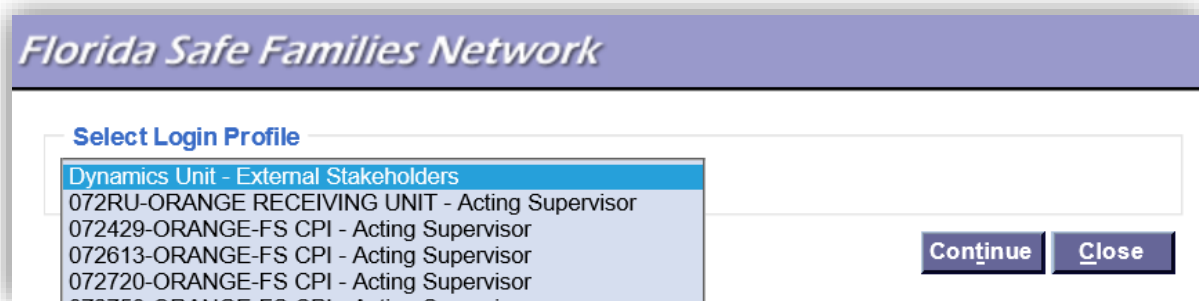 Florida Safe Families Network
Select Login Profile
Dynamics Unit - External Stakeholders
072RU-ORANGE RECEIVING UNIT - Acting Supervisor
072429-ORANGE-FS CPI - Acting Supervisor
072613-ORANGE-FS CPI - Acting Supervisor
072720-ORANGE-FS CPI - Acting Supervisor
Continue Close